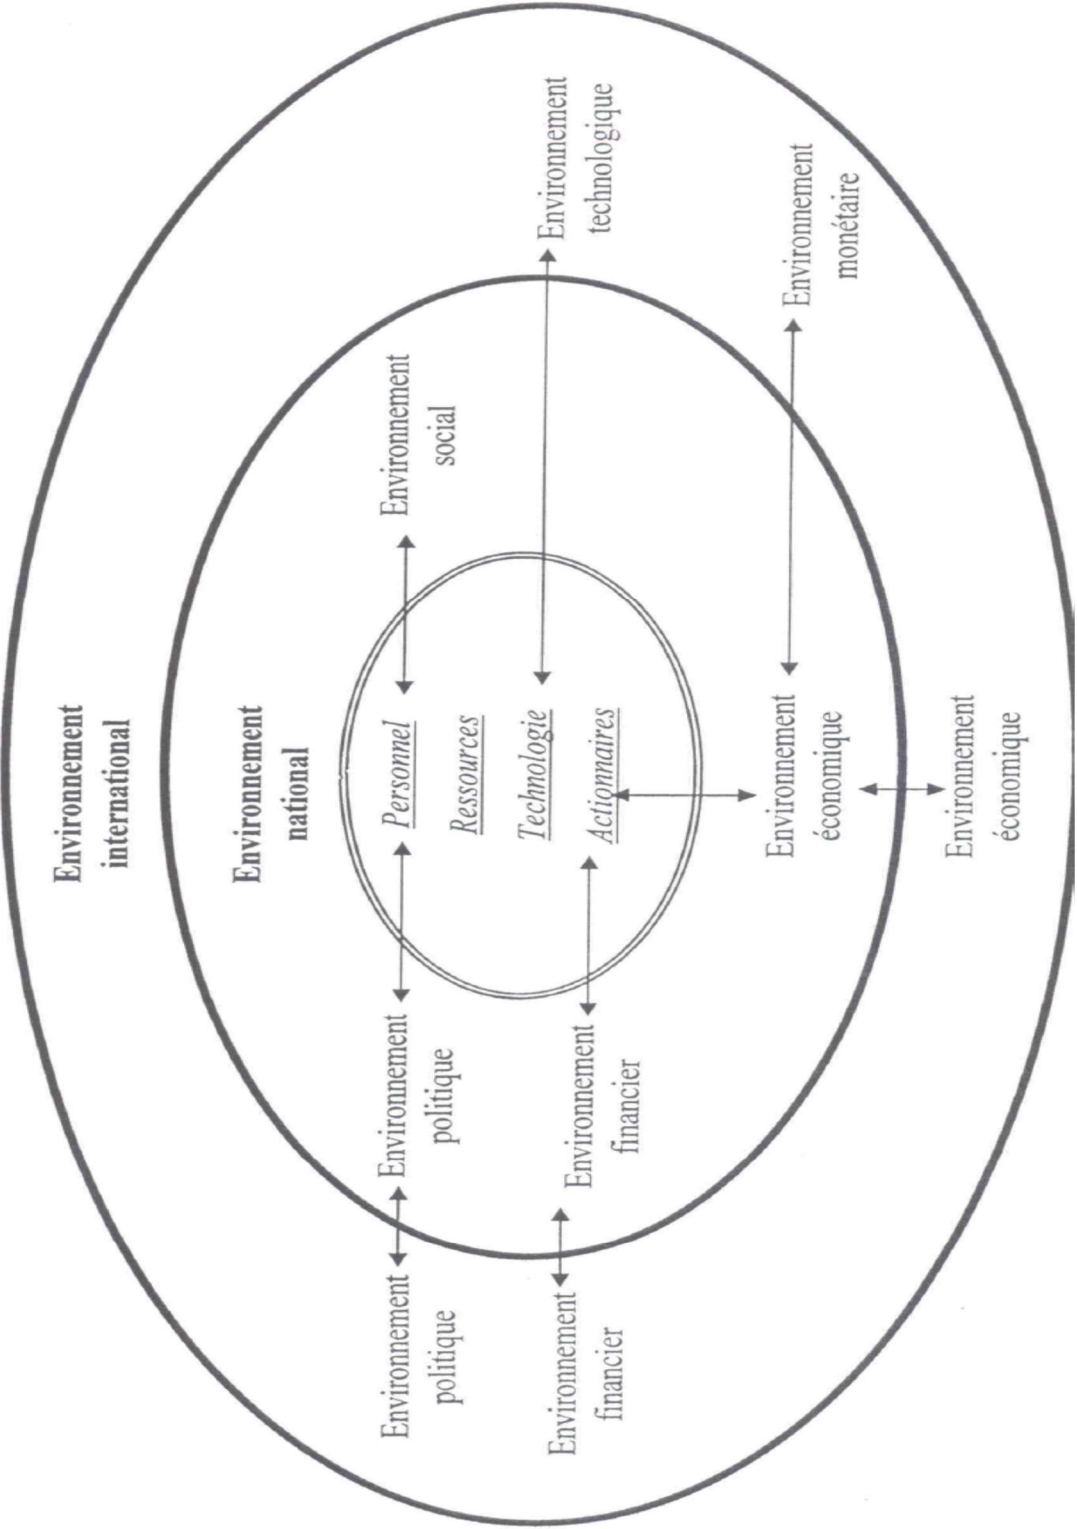 Environnement
international
Environnement
national
Environnement
politique
Environnement
politique
Personnel
Environnement
social
Ressources
Technologie
Environnement
technologique
Environnement
financier
Environnement
financier
Actionnaires
Environnement
économique
Environnement
monétaire
Environnement
économique